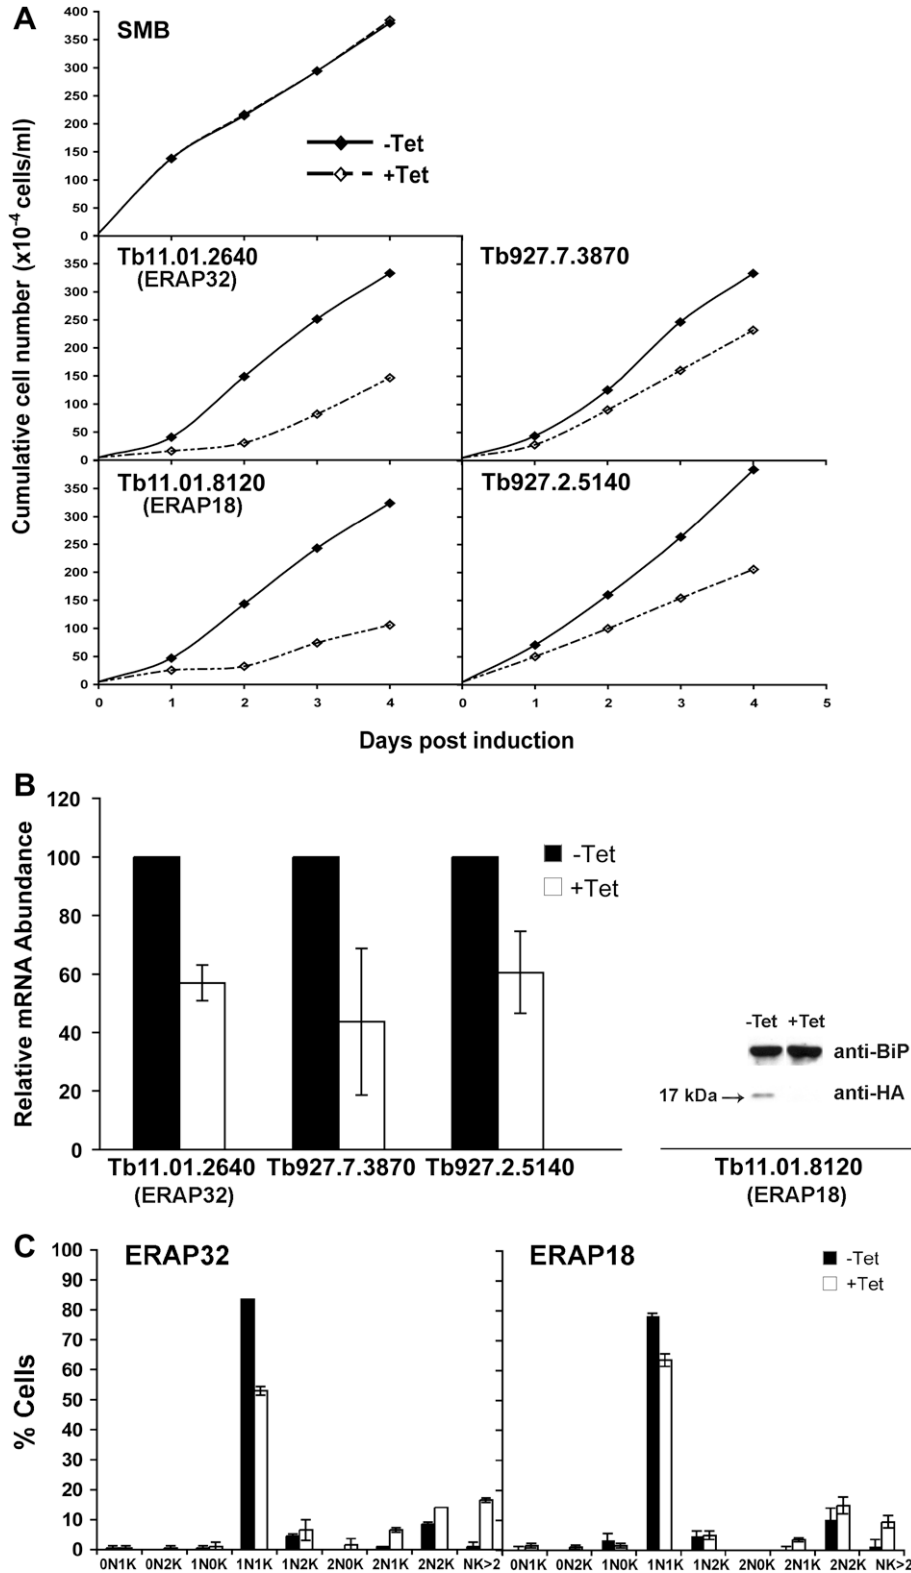 A
SMB
400
350
300
250
200
150
100
50
0
-Tet
+Tet
Cumulative cell number (x10⁻⁴ cells/ml)
Tb11.01.2640
(ERAP32)
350
300
250
200
150
100
50
0
Tb927.7.3870
Tb11.01.8120
(ERAP18)
350
300
250
200
150
100
50
0
Tb927.2.5140
0 1 2 3 4 0 1 2 3 4 5
Days post induction
B
Relative mRNA Abundance
120
100
80
60
40
20
0
-Tet
+Tet
Tb11.01.2640 Tb927.7.3870 Tb927.2.5140
(ERAP32)
-Tet +Tet
anti-BiP
17 kDa → anti-HA
Tb11.01.8120
(ERAP18)
C
% Cells
100
90
80
70
60
50
40
30
20
10
0
ERAP32
ERAP18
-Tet
+Tet
0N1K 0N2K 1N0K 1N1K 1N2K 2N0K 2N1K 2N2K NK>2 0N1K 0N2K 1N0K 1N1K 1N2K 2N0K 2N1K 2N2K NK>2